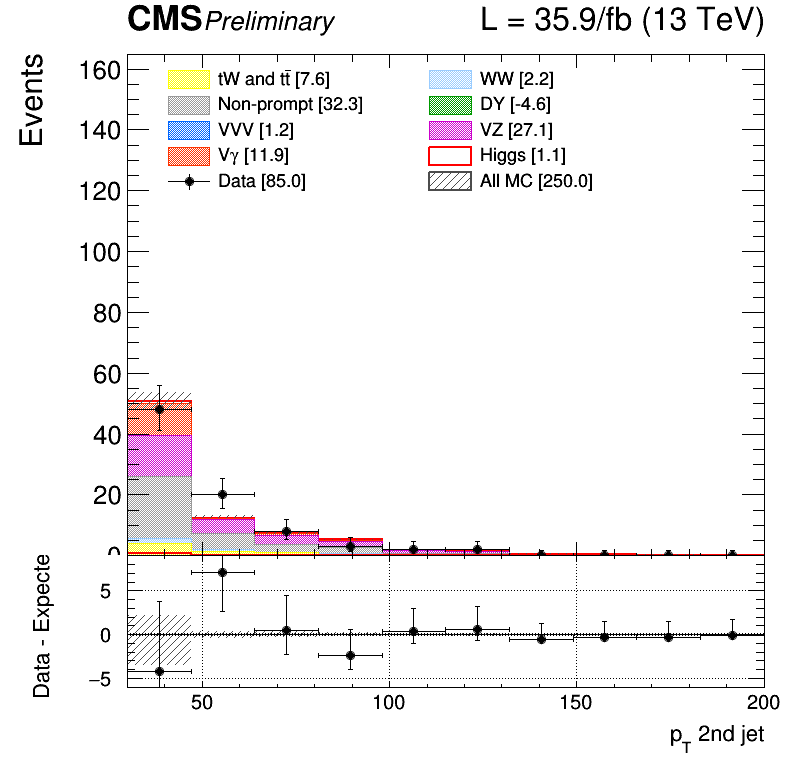 CMS Preliminary L = 35.9/fb (13 TeV)
Events
160
140
120
100
80
60
40
20
0
tW and tt̄ [7.6]
Non-prompt [32.3]
VVV [1.2]
Vγ [11.9]
Data [85.0]
WW [2.2]
DY [-4.6]
VZ [27.1]
Higgs [1.1]
All MC [250.0]
Data - Expecte
5
0
−5
50 100 150 200
p_T 2nd jet